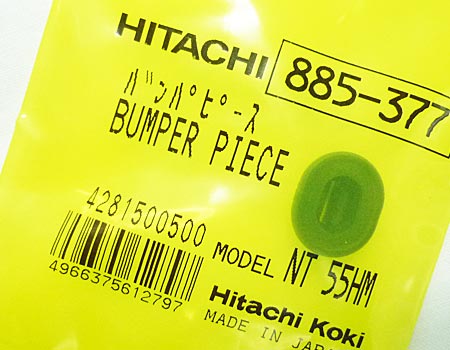 HITACHI 885-377
ﾊﾞﾝﾊﾟﾋﾟｰｽ
BUMPER PIECE
4281500500
4966375612797
MODEL NT 55HM
Hitachi Koki
MADE IN JAPA